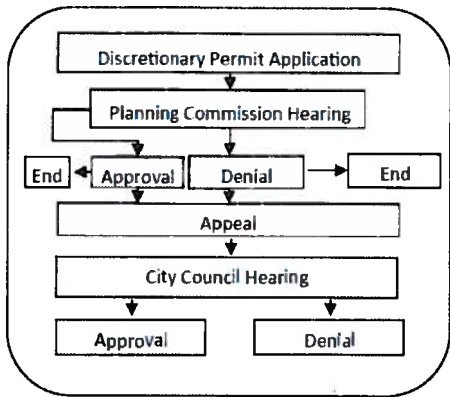 Discretionary Permit Application
Planning Commission Hearing
End
Approval
Denial
End
Appeal
City Council Hearing
Approval
Denial